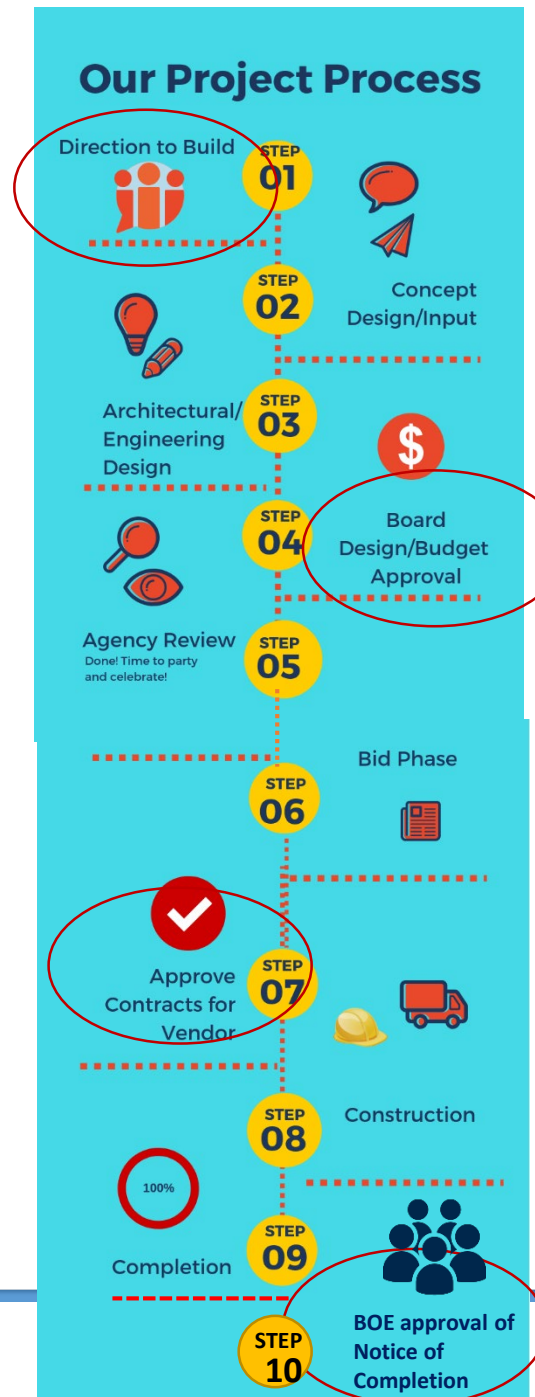 Our Project Process
Direction to Build
STEP
01
STEP
02
Concept
Design/Input
STEP
03
Architectural/
Engineering
Design
$
STEP
04
Board
Design/Budget
Approval
Agency Review
Done! Time to party
and celebrate!
STEP
05
Bid Phase
STEP
06
Approve
Contracts for
Vendor
STEP
07
STEP
08
Construction
100%
Completion
STEP
09
STEP
10
BOE approval of
Notice of
Completion